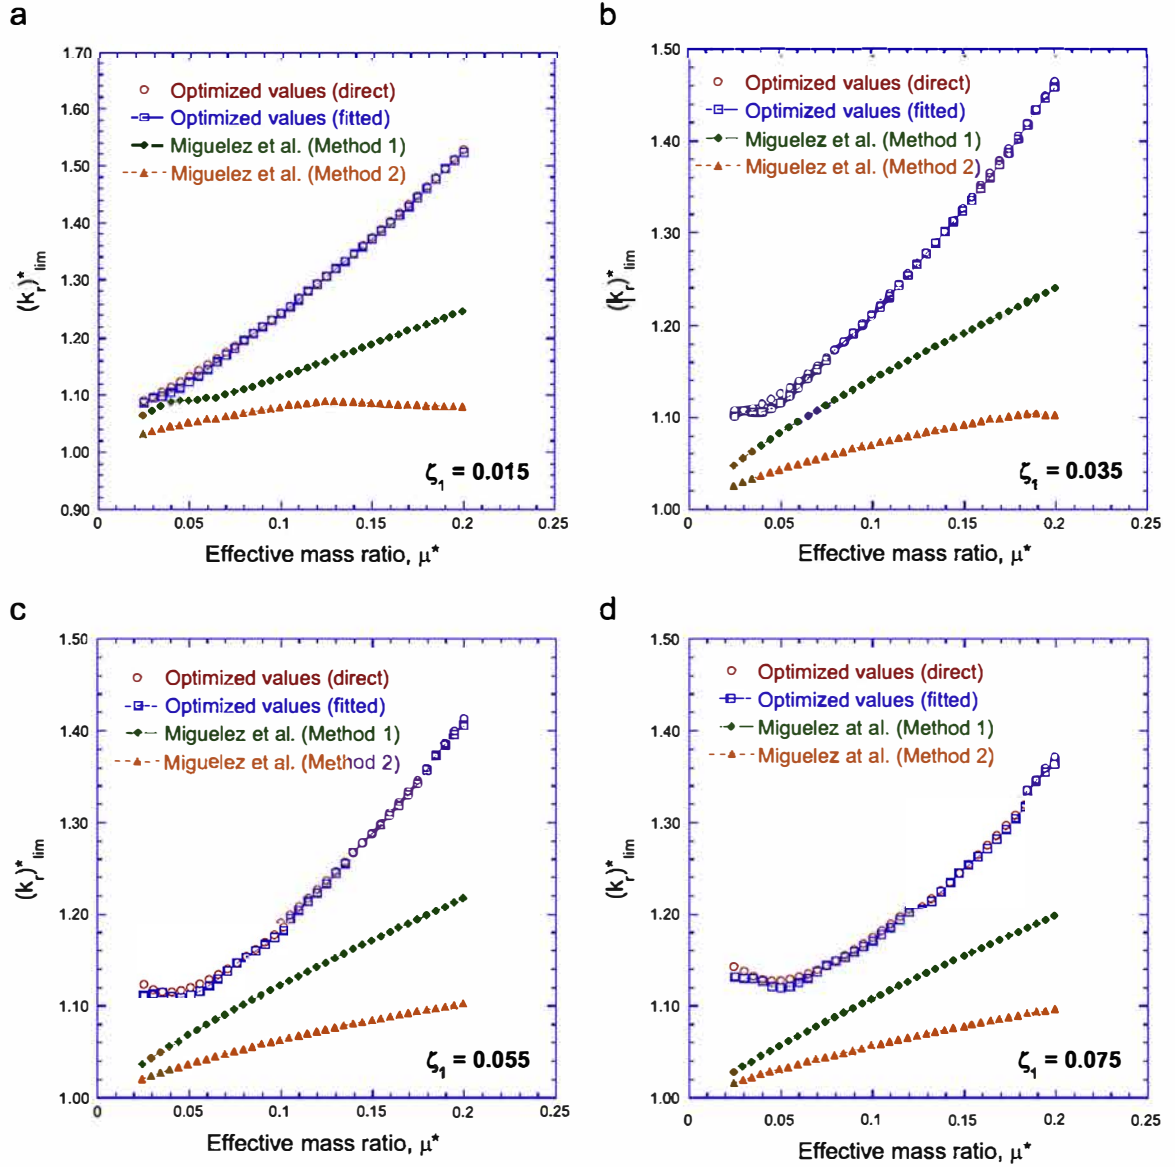 a
1.70
1.60
1.50
1.40
1.30
1.20
1.10
1.00
0.90
(k_r)*_lim
Optimized values (direct)
Optimized values (fitted)
Miguelez et al. (Method 1)
Miguelez et al. (Method 2)
ζ₁ = 0.015
0 0.05 0.1 0.15 0.2 0.25
Effective mass ratio, μ*
b
1.50
1.40
1.30
1.20
1.10
1.00
(k_r)*_lim
Optimized values (direct)
Optimized values (fitted)
Miguelez et al. (Method 1)
Miguelez et al. (Method 2)
ζ₁ = 0.035
0 0.05 0.1 0.15 0.2 0.25
Effective mass ratio, μ*
c
1.50
1.40
1.30
1.20
1.10
1.00
(k_r)*_lim
Optimized values (direct)
Optimized values (fitted)
Miguelez et al. (Method 1)
Miguelez et al. (Method 2)
ζ₁ = 0.055
0 0.05 0.1 0.15 0.2 0.25
Effective mass ratio, μ*
d
1.50
1.40
1.30
1.20
1.10
1.00
(k_r)*_lim
Optimized values (direct)
Optimized values (fitted)
Miguelez at al. (Method 1)
Miguelez at al. (Method 2)
ζ₁ = 0.075
0 0.05 0.1 0.15 0.2 0.25
Effective mass ratio, μ*